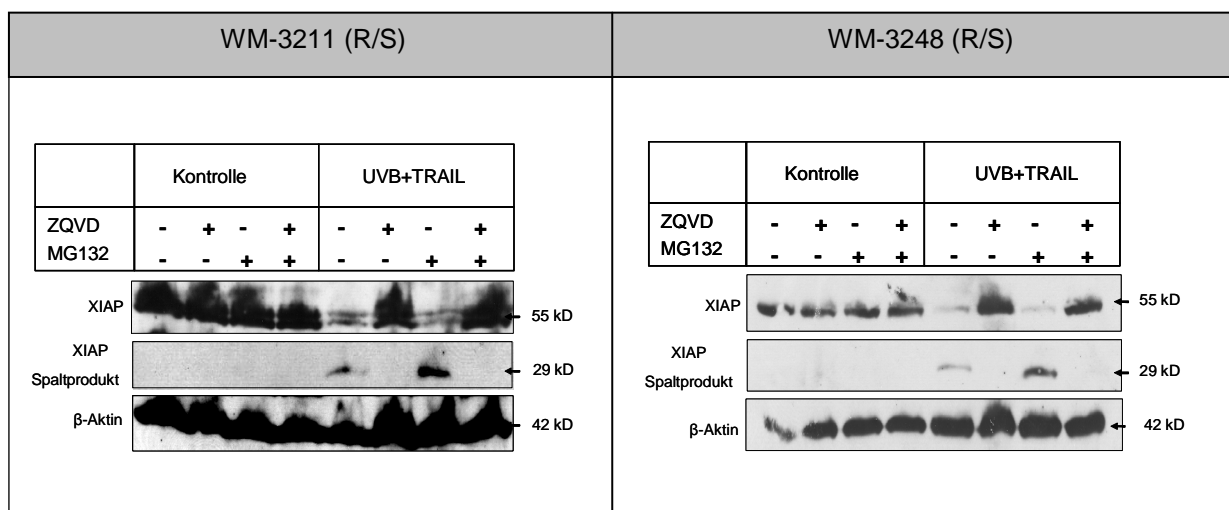 WM-3211 (R/S)
Kontrolle UVB+TRAIL
ZQVD - + - + - + - +
MG132 - - + + - - + +
XIAP 55 kD
XIAP
Spaltprodukt 29 kD
β-Aktin 42 kD
WM-3248 (R/S)
Kontrolle UVB+TRAIL
ZQVD - + - + - + - +
MG132 - - + + - - + +
XIAP 55 kD
XIAP
Spaltprodukt 29 kD
β-Aktin 42 kD